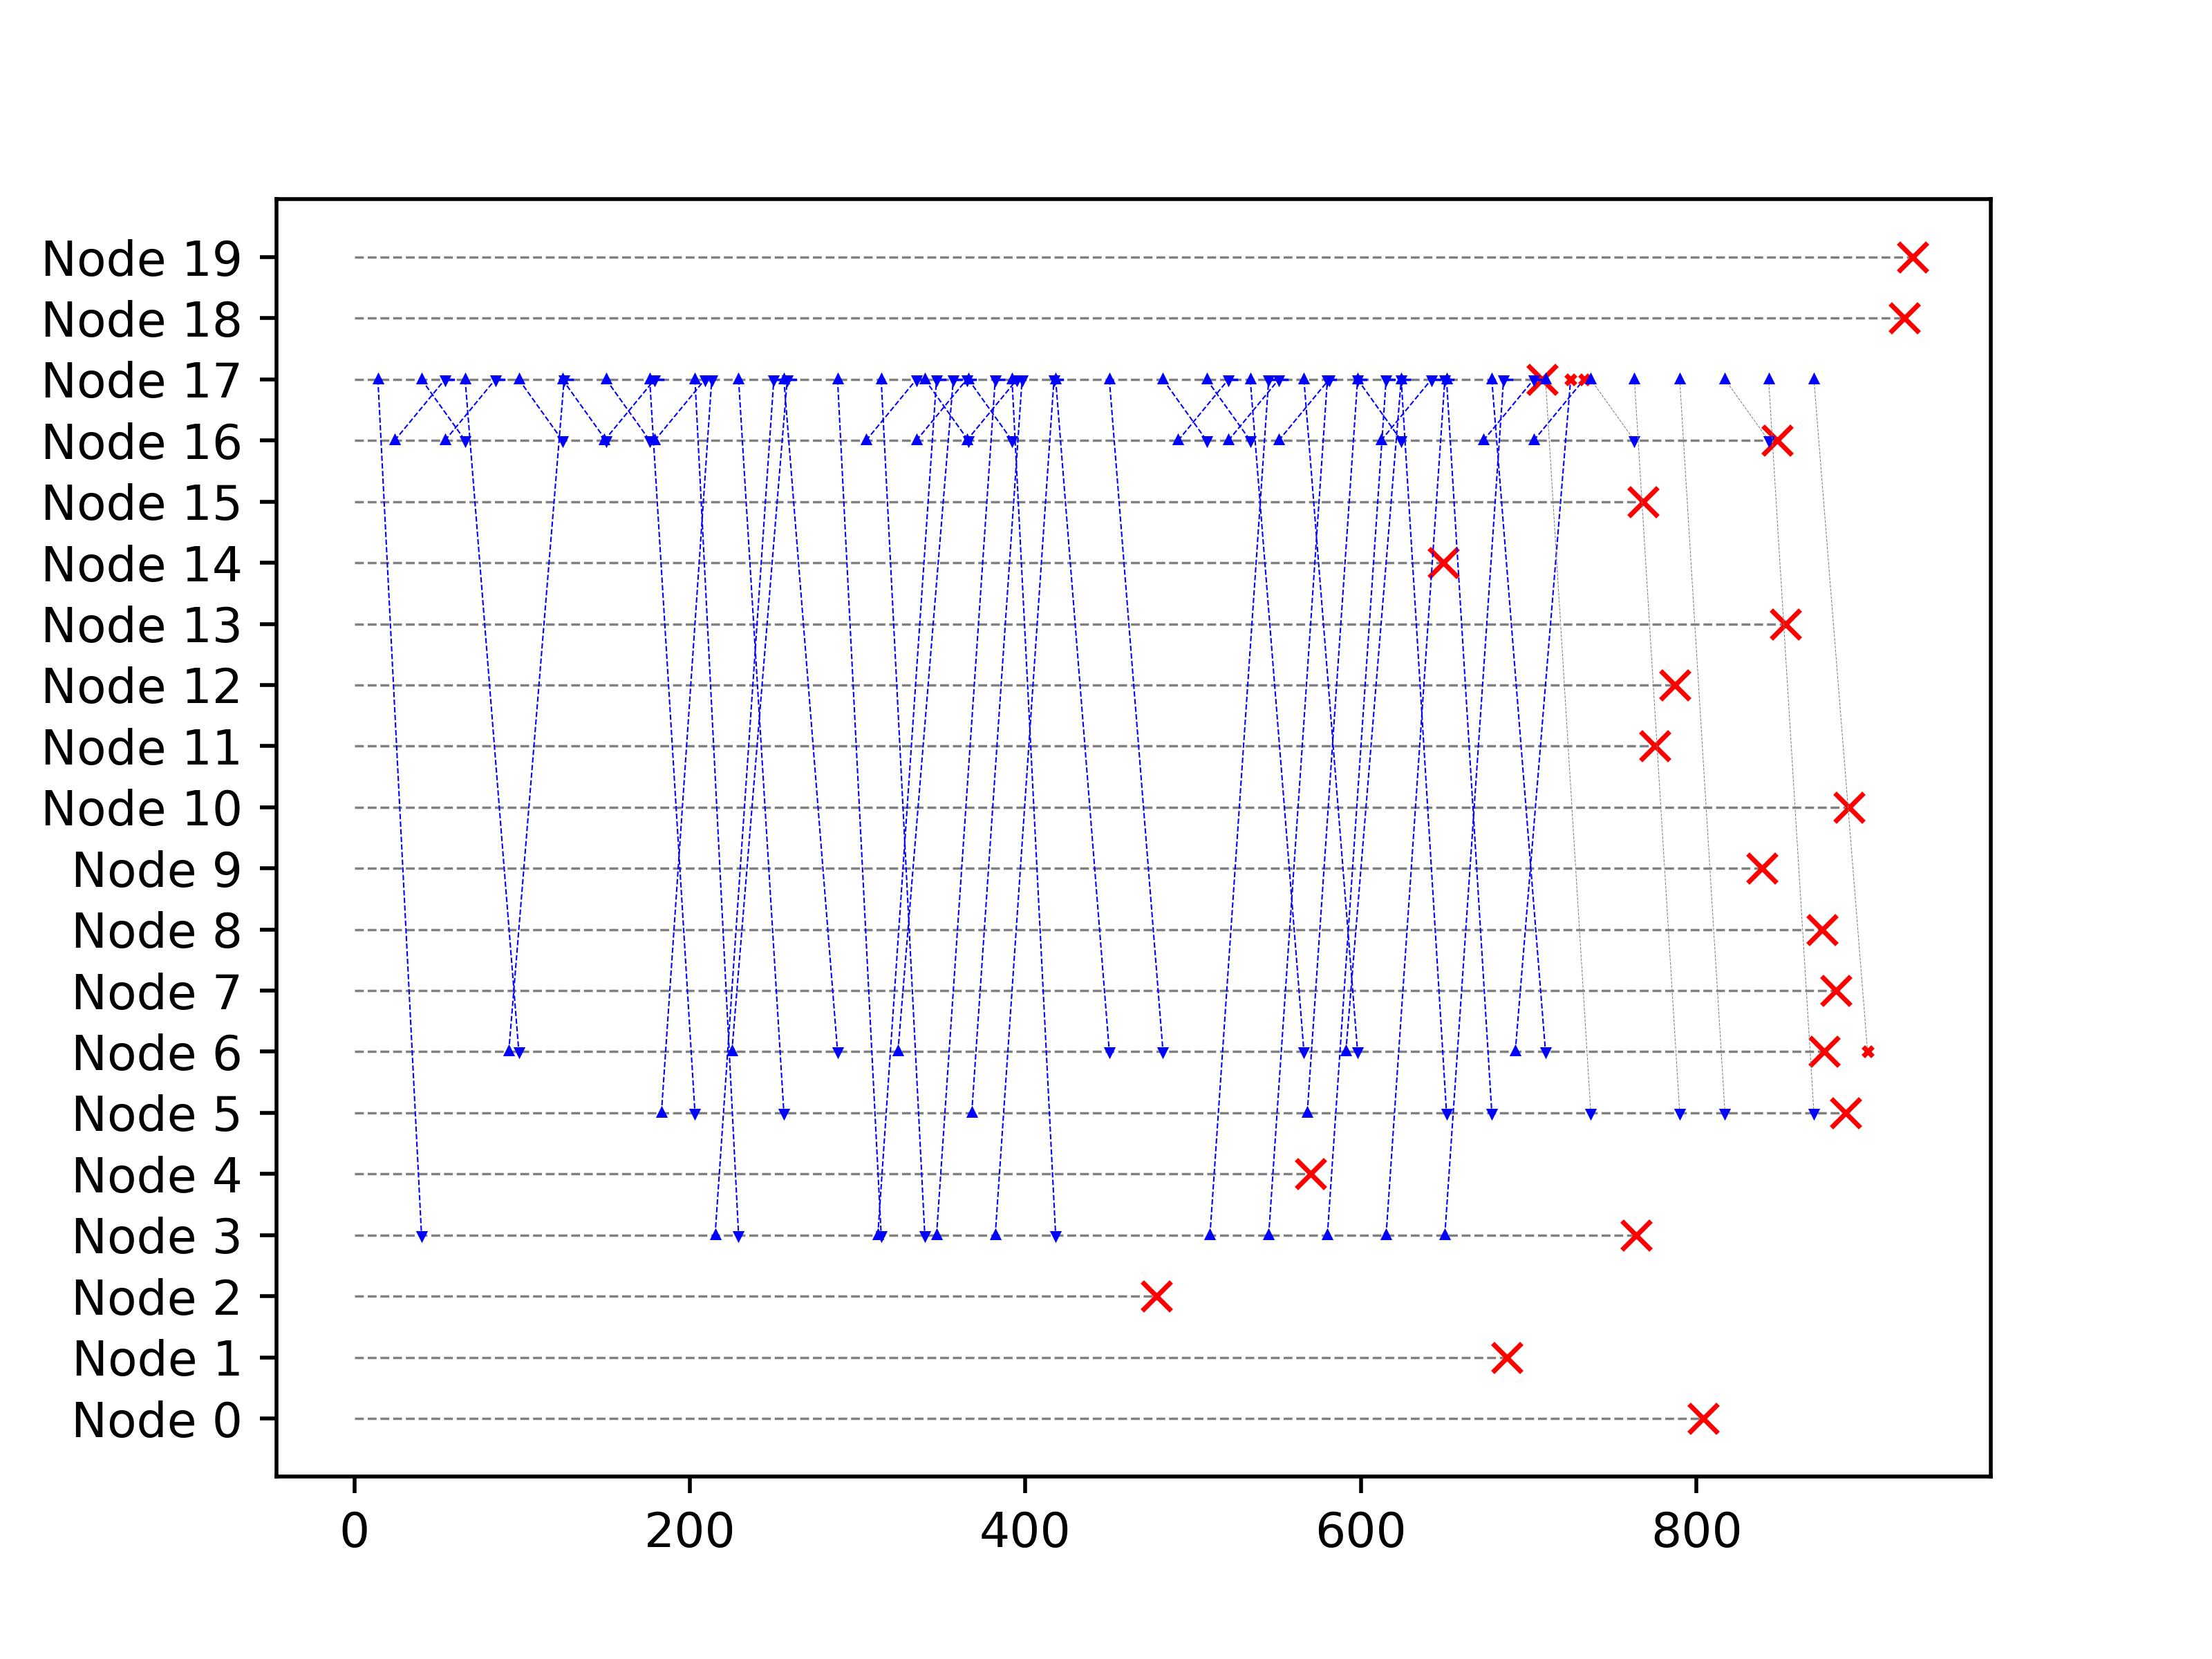 Node 19
Node 18
Node 17
Node 16
Node 15
Node 14
Node 13
Node 12
Node 11
Node 10
Node 9
Node 8
Node 7
Node 6
Node 5
Node 4
Node 3
Node 2
Node 1
Node 0
0 200 400 600 800